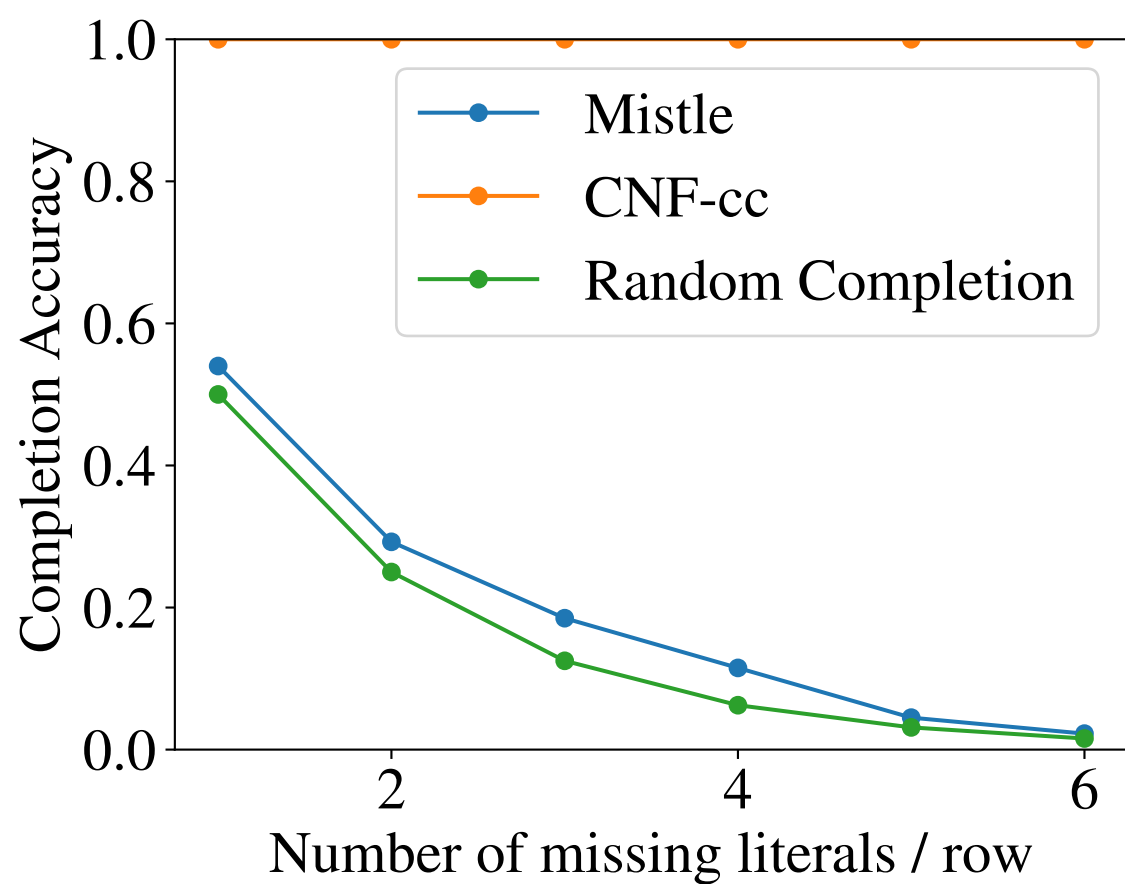 1.0
0.8
0.6
0.4
0.2
0.0
Completion Accuracy
Mistle
CNF-cc
Random Completion
2 4 6
Number of missing literals / row